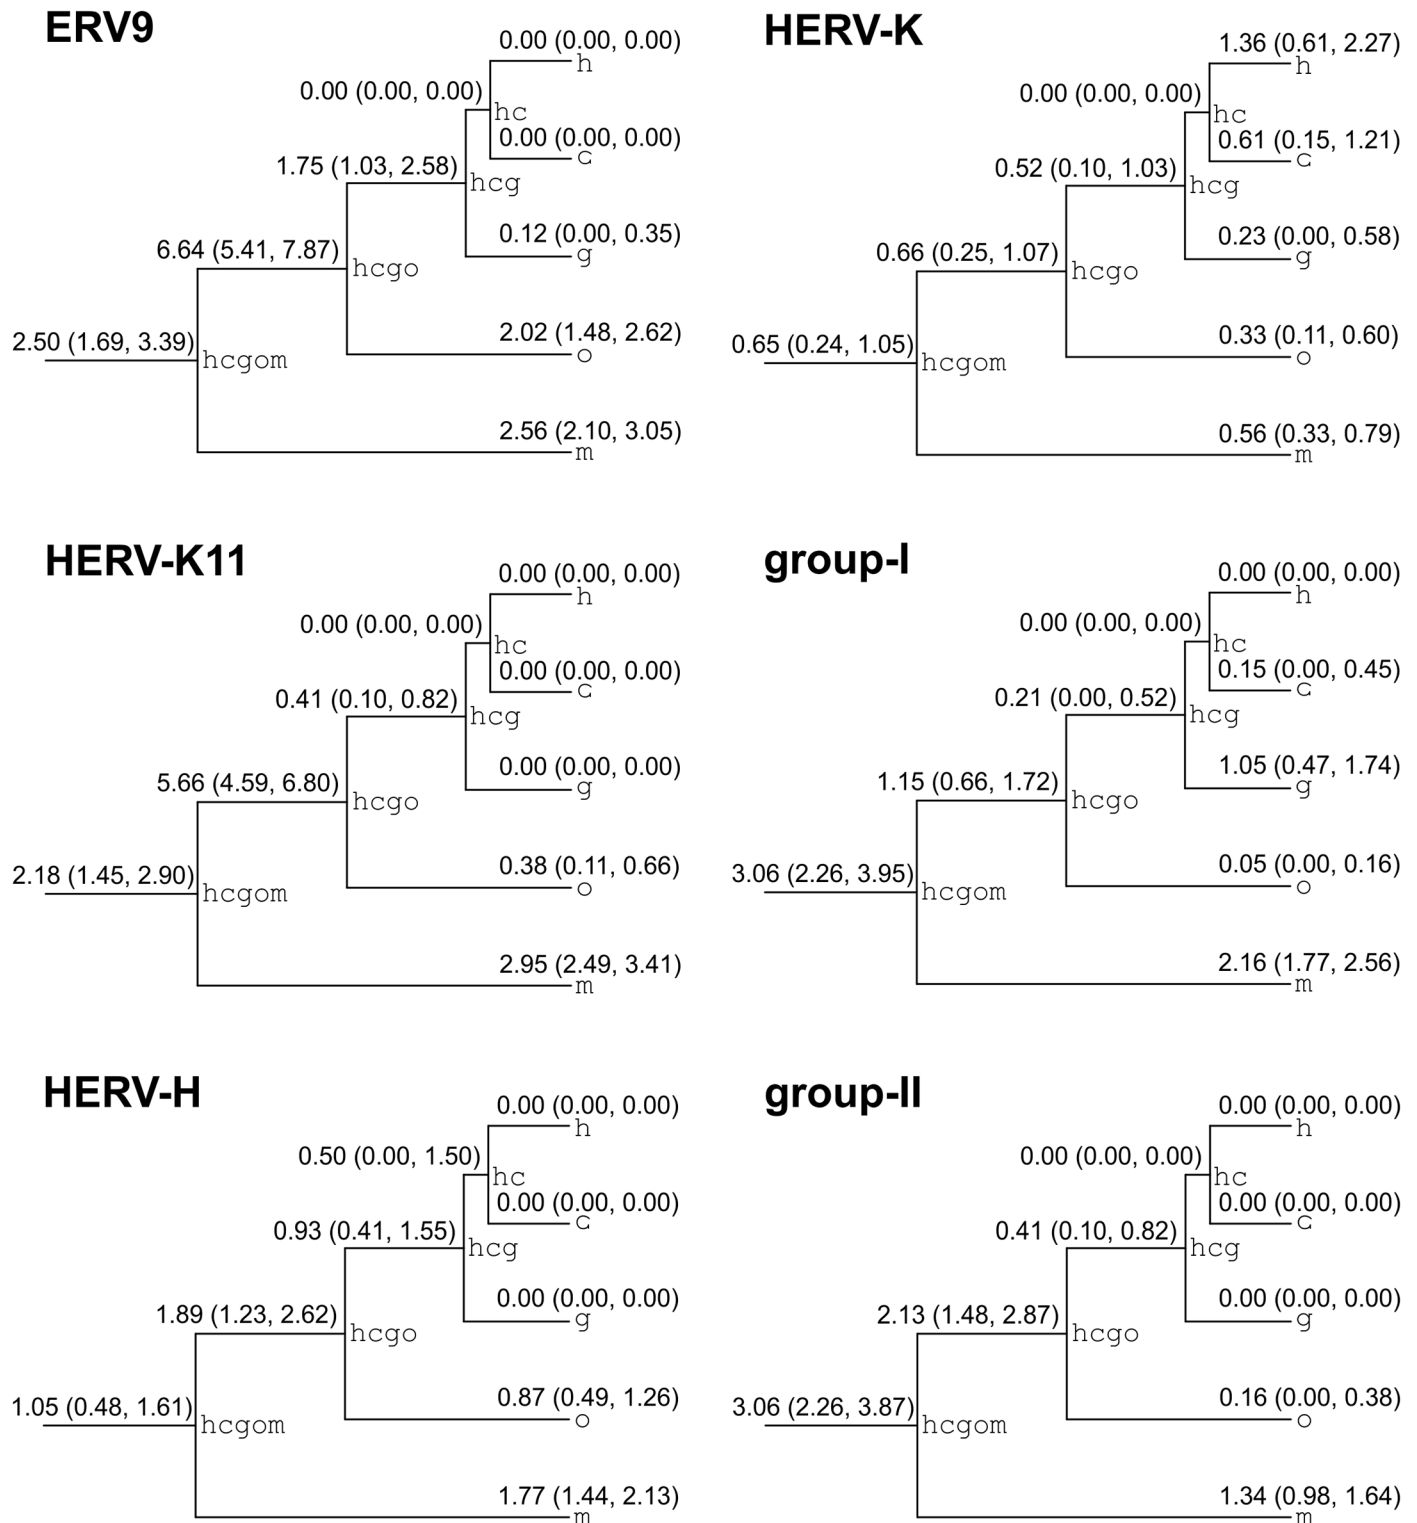 ERV9
0.00 (0.00, 0.00)
h
0.00 (0.00, 0.00)
hc
0.00 (0.00, 0.00)
c
1.75 (1.03, 2.58)
hcg
0.12 (0.00, 0.35)
g
6.64 (5.41, 7.87)
hcgo
2.02 (1.48, 2.62)
o
2.50 (1.69, 3.39)
hcgom
2.56 (2.10, 3.05)
m
HERV-K
1.36 (0.61, 2.27)
h
0.00 (0.00, 0.00)
hc
0.61 (0.15, 1.21)
c
0.52 (0.10, 1.03)
hcg
0.23 (0.00, 0.58)
g
0.66 (0.25, 1.07)
hcgo
0.33 (0.11, 0.60)
o
0.65 (0.24, 1.05)
hcgom
0.56 (0.33, 0.79)
m
HERV-K11
0.00 (0.00, 0.00)
h
0.00 (0.00, 0.00)
hc
0.00 (0.00, 0.00)
c
0.41 (0.10, 0.82)
hcg
0.00 (0.00, 0.00)
g
5.66 (4.59, 6.80)
hcgo
0.38 (0.11, 0.66)
o
2.18 (1.45, 2.90)
hcgom
2.95 (2.49, 3.41)
m
group-I
0.00 (0.00, 0.00)
h
0.00 (0.00, 0.00)
hc
0.15 (0.00, 0.45)
c
0.21 (0.00, 0.52)
hcg
1.05 (0.47, 1.74)
g
1.15 (0.66, 1.72)
hcgo
0.05 (0.00, 0.16)
o
3.06 (2.26, 3.95)
hcgom
2.16 (1.77, 2.56)
m
HERV-H
0.00 (0.00, 0.00)
h
0.50 (0.00, 1.50)
hc
0.00 (0.00, 0.00)
c
0.93 (0.41, 1.55)
hcg
0.00 (0.00, 0.00)
g
1.89 (1.23, 2.62)
hcgo
0.87 (0.49, 1.26)
o
1.05 (0.48, 1.61)
hcgom
1.77 (1.44, 2.13)
m
group-II
0.00 (0.00, 0.00)
h
0.00 (0.00, 0.00)
hc
0.00 (0.00, 0.00)
c
0.41 (0.10, 0.82)
hcg
0.00 (0.00, 0.00)
g
2.13 (1.48, 2.87)
hcgo
0.16 (0.00, 0.38)
o
3.06 (2.26, 3.87)
hcgom
1.34 (0.98, 1.64)
m